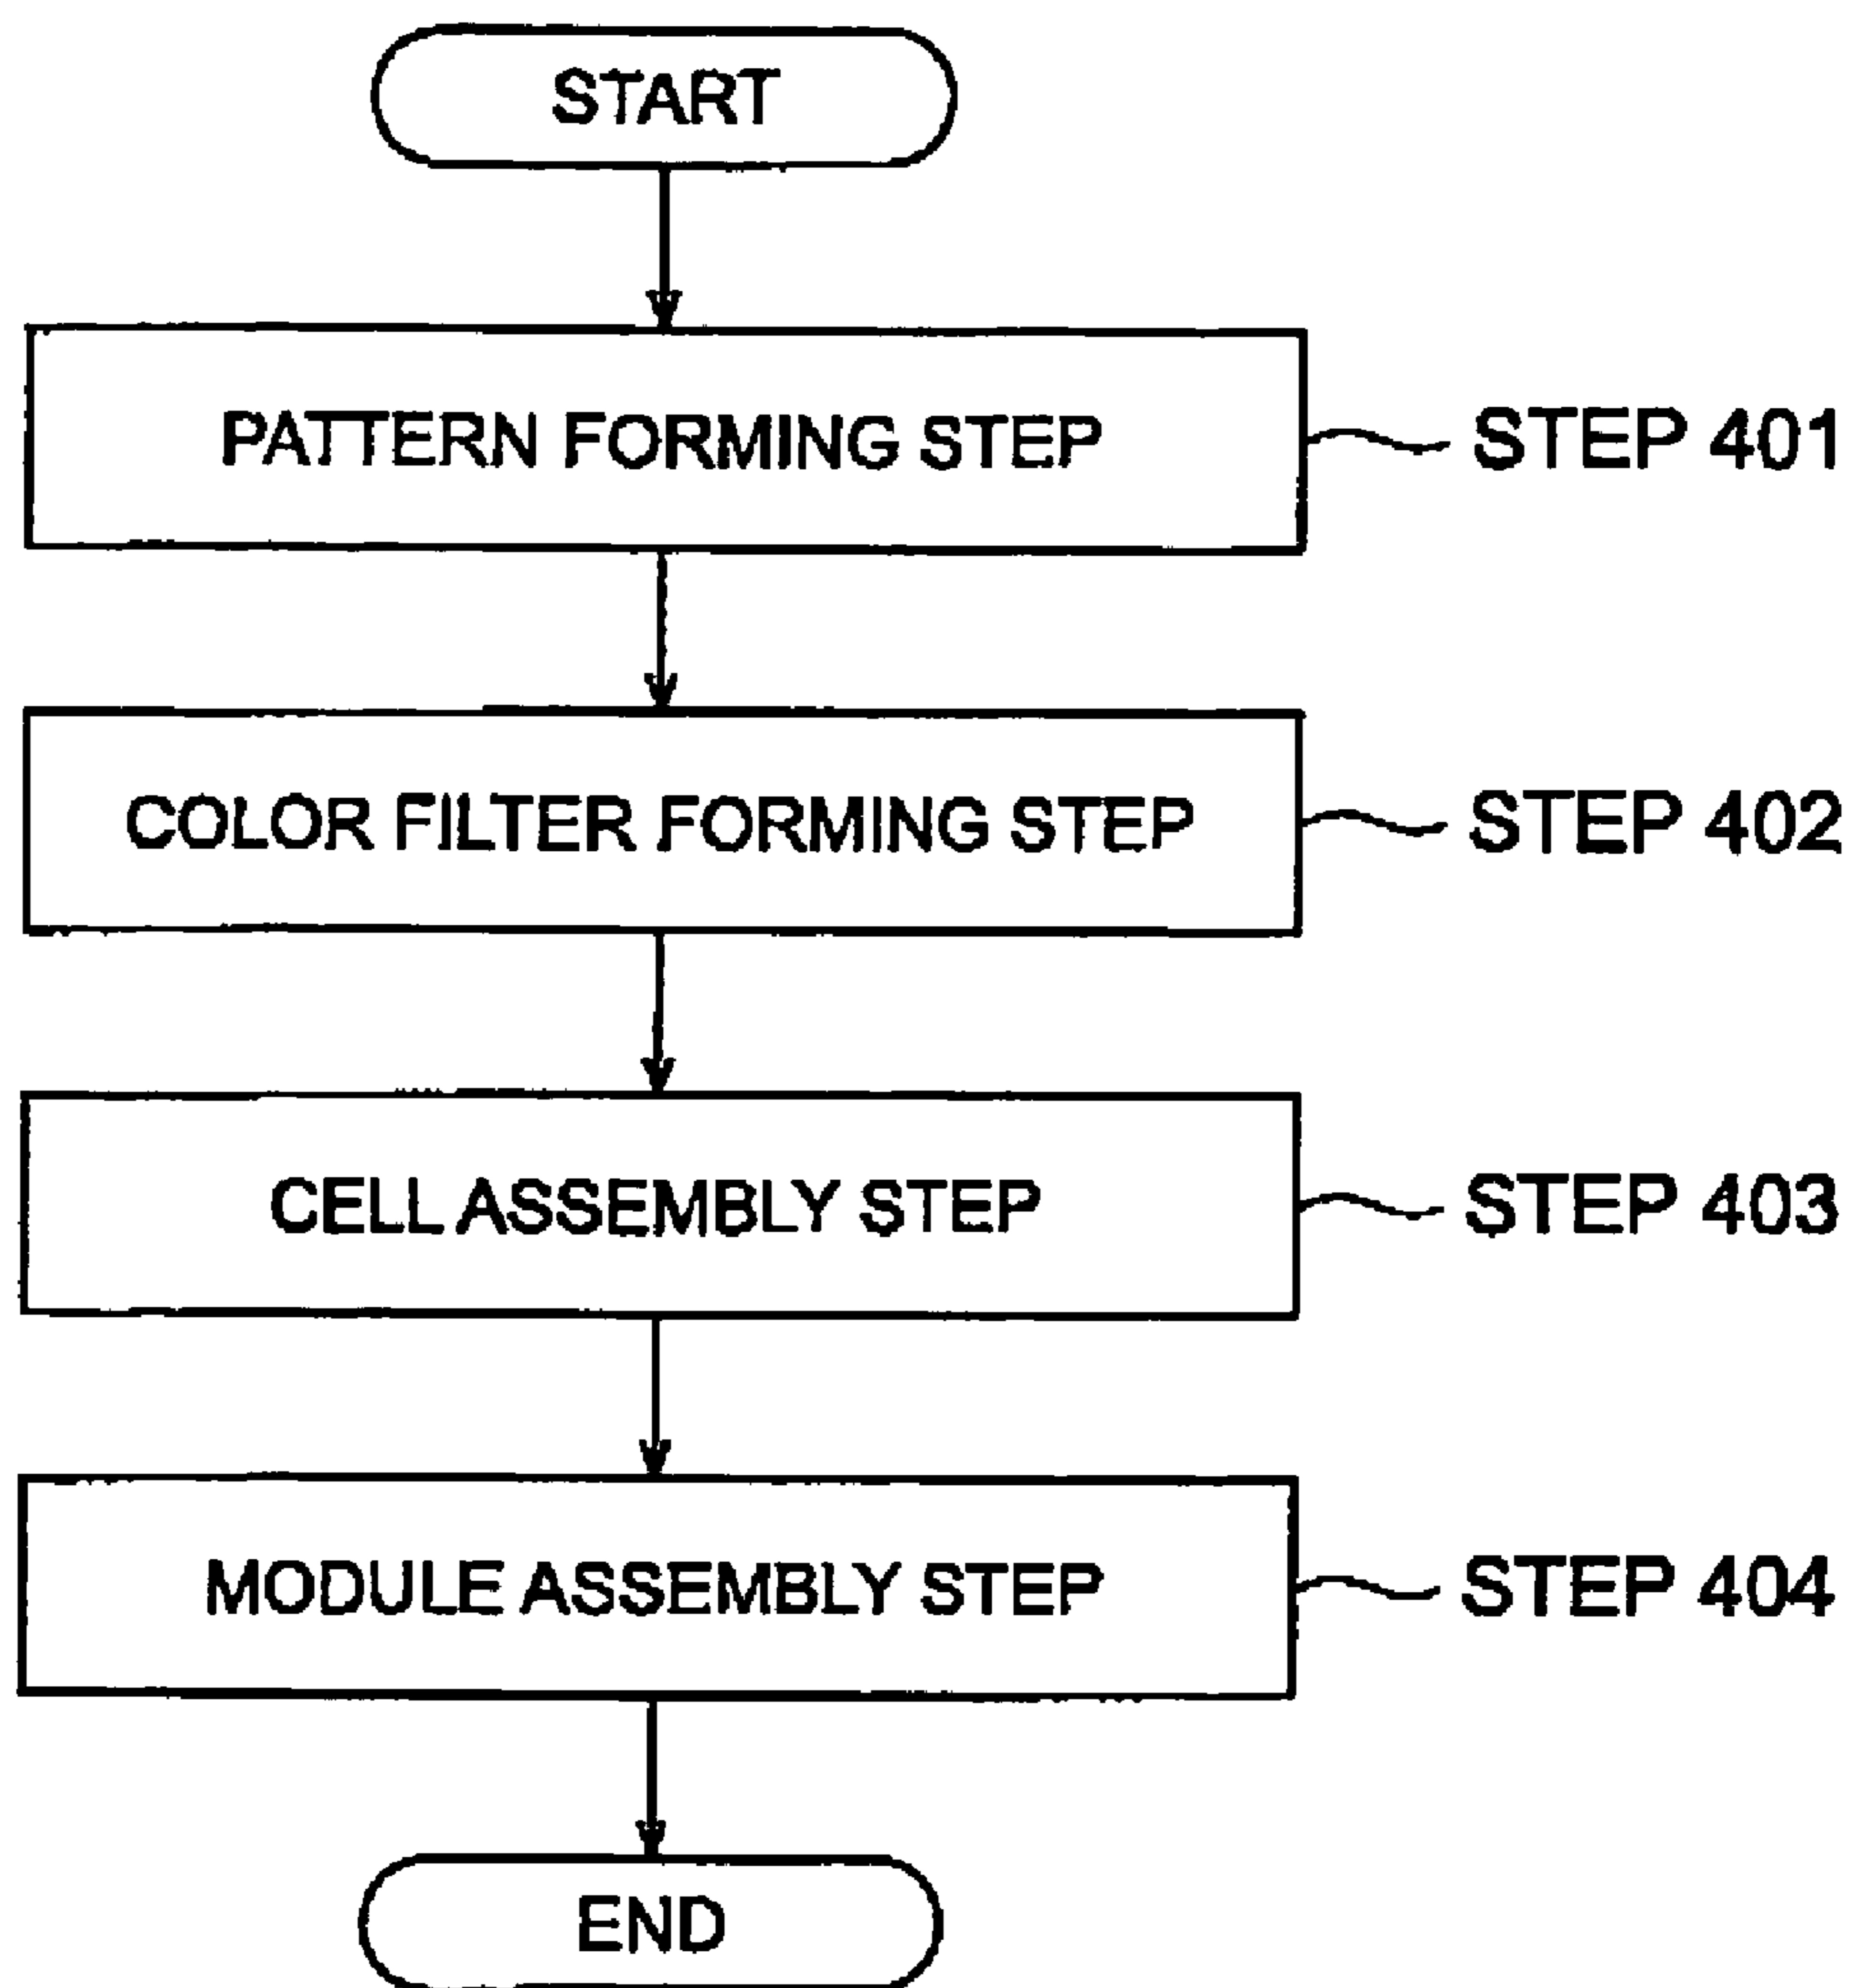 START
PATTERN FORMING STEP
STEP 401
COLOR FILTER FORMING STEP
STEP 402
CELL ASSEMBLY STEP
STEP 403
MODULE ASSEMBLY STEP
STEP 404
END